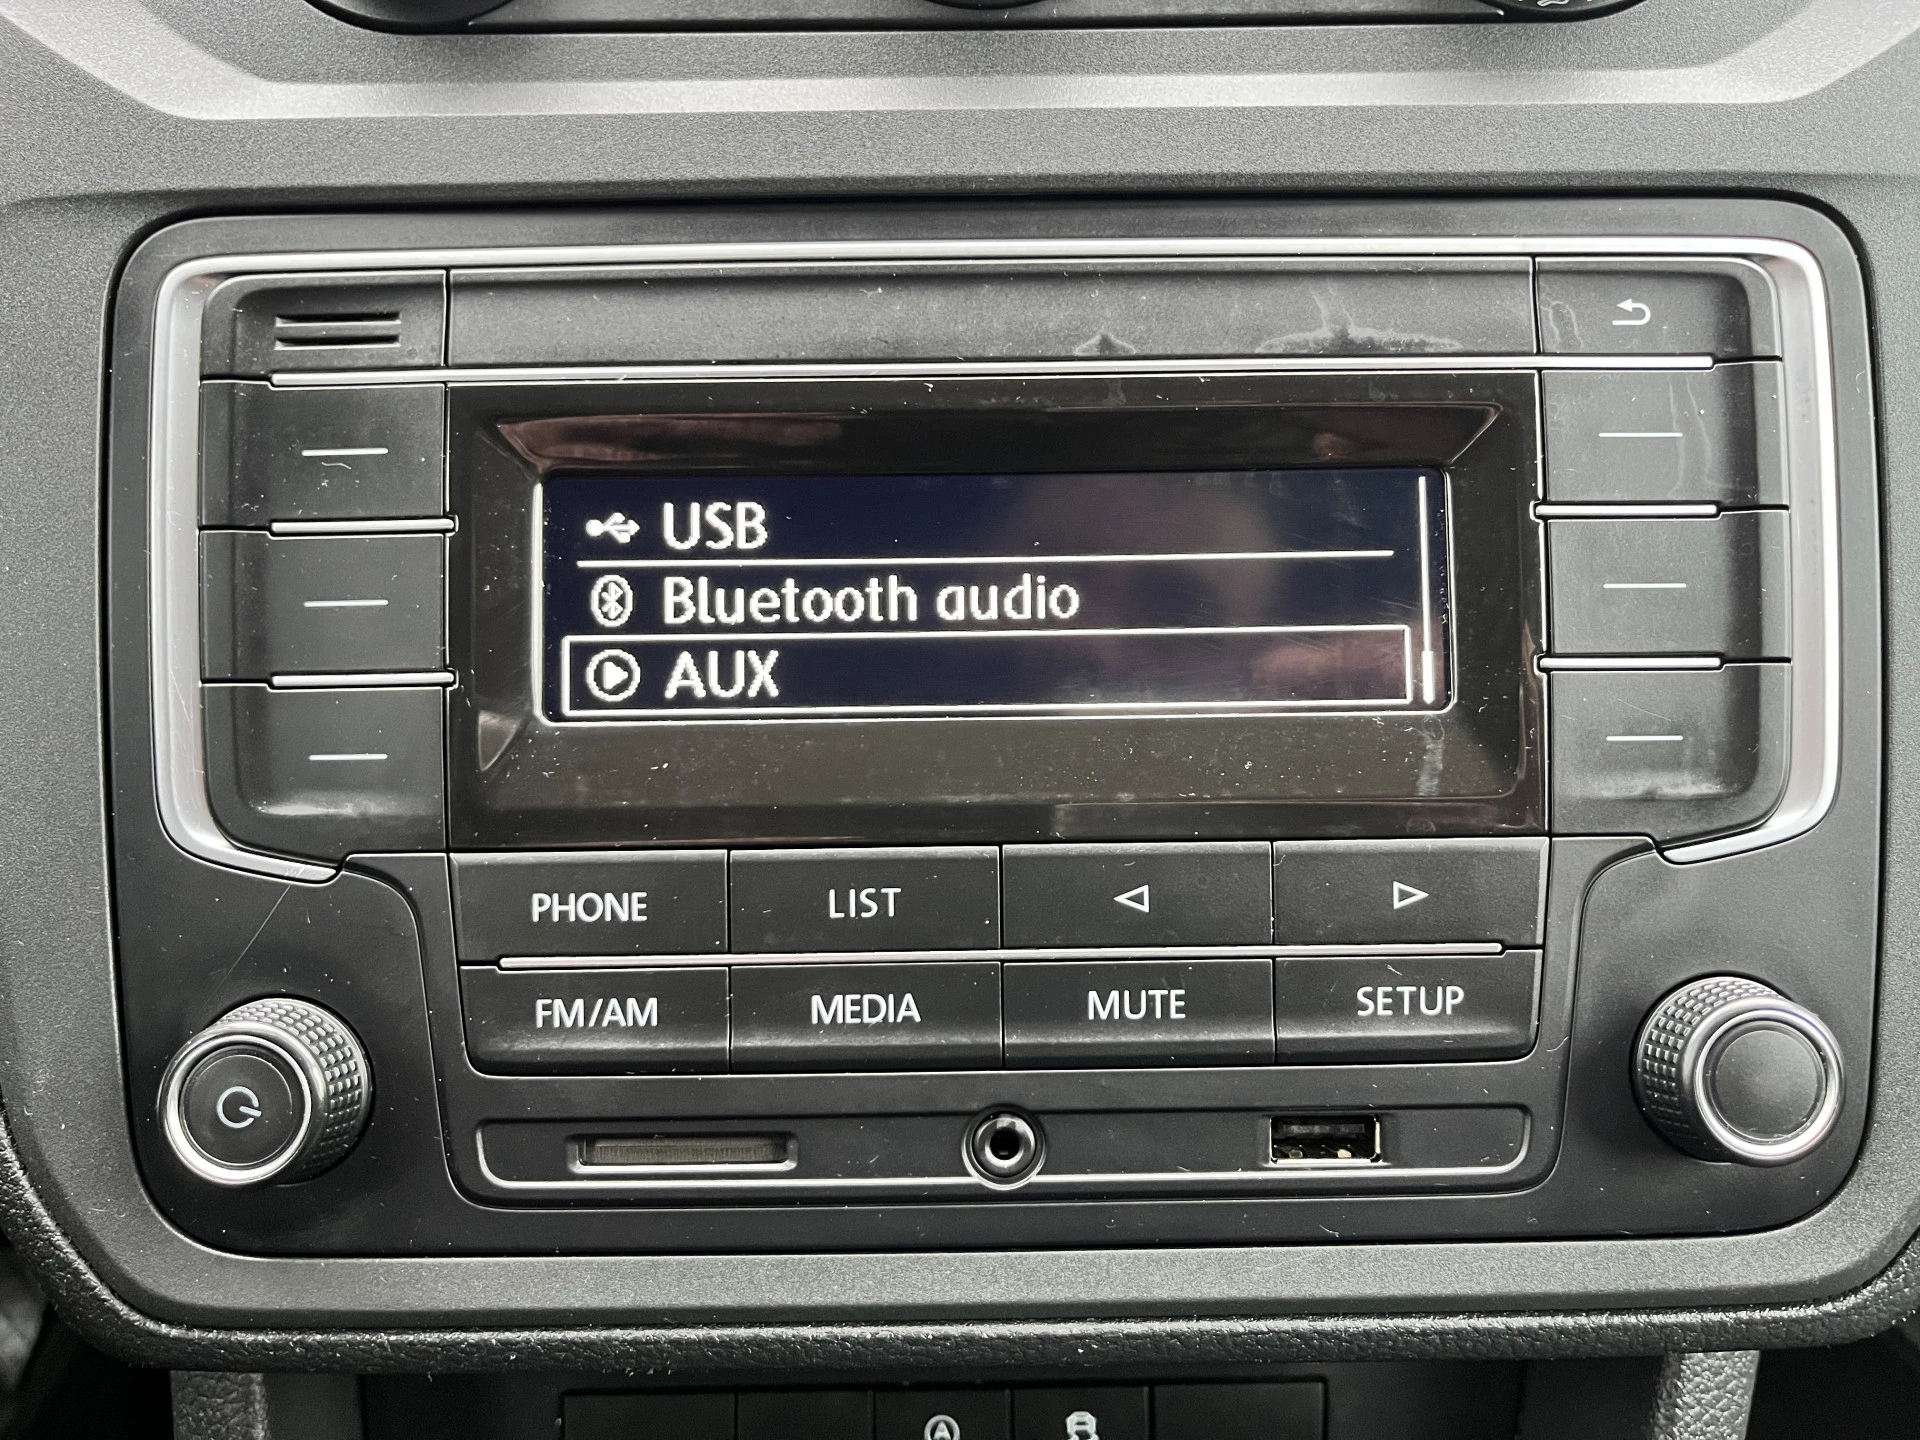 USB
Bluetooth audio
AUX
PHONE LIST
FM/AM MEDIA MUTE SETUP
A